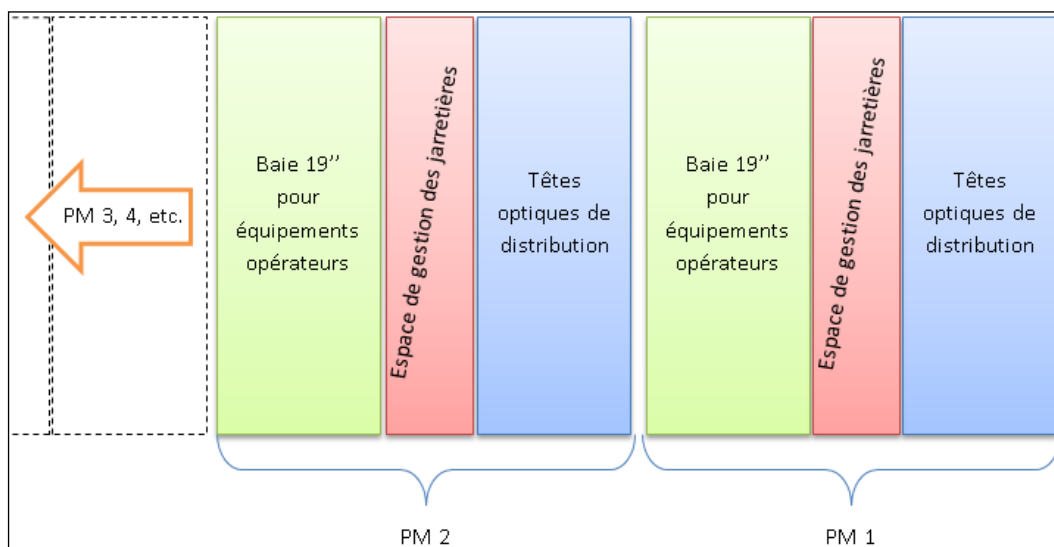 PM 3, 4, etc.
Baie 19’’
pour
équipements
opérateurs
Espace de gestion des jarretières
Têtes
optiques de
distribution
Baie 19’’
pour
équipements
opérateurs
Espace de gestion des jarretières
Têtes
optiques de
distribution
PM 2
PM 1